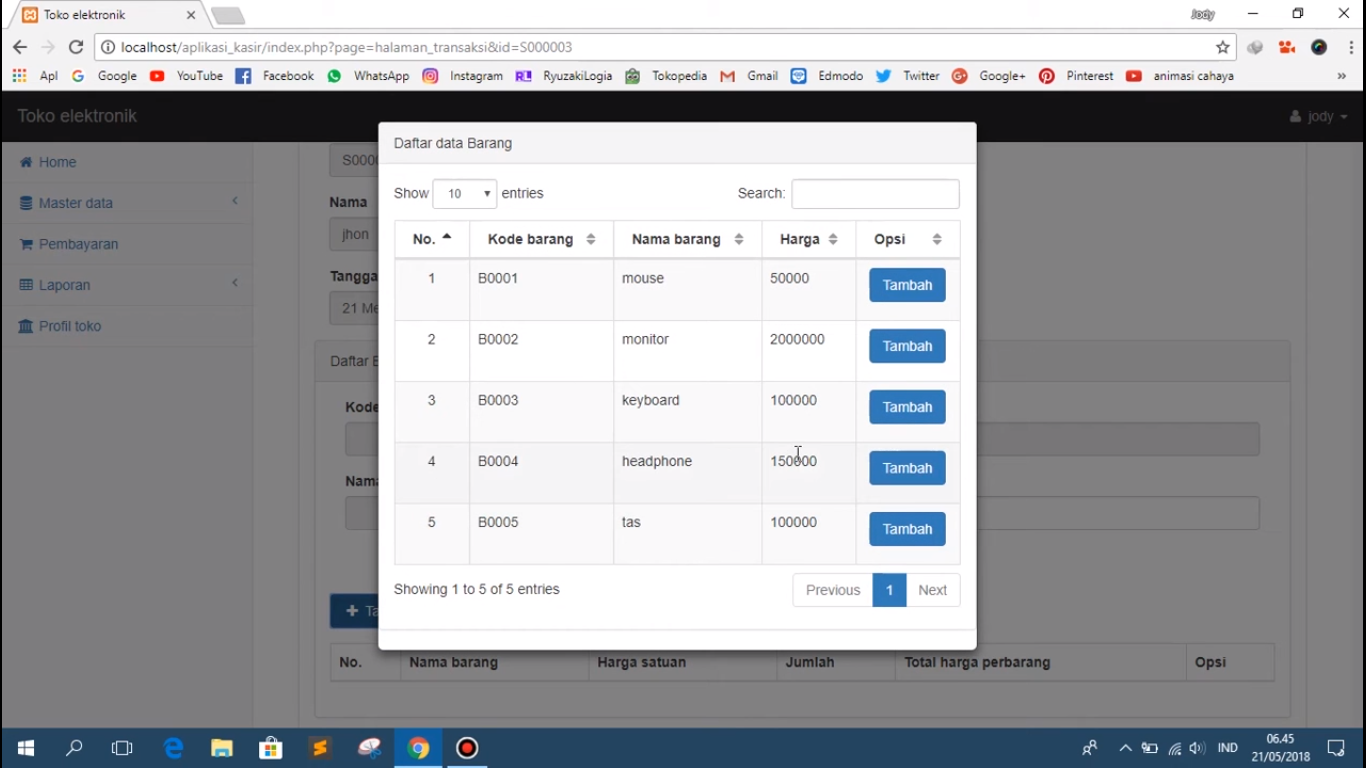 Toko elektronik
Jody
localhost/aplikasi_kasir/index.php?page=halaman_transaksi&id=S000003
Apl Google YouTube Facebook WhatsApp Instagram RyuzakiLogia Tokopedia Gmail Edmodo Twitter Google+ Pinterest animasi cahaya »
Toko elektronik jody
Home
Master data
Pembayaran
Laporan
Profil toko
Nama
jhon
21 Me
Daftar data Barang
Show 10 entries Search:
No. Kode barang Nama barang Harga Opsi
1 B0001 mouse 50000 Tambah
2 B0002 monitor 2000000 Tambah
3 B0003 keyboard 100000 Tambah
4 B0004 headphone 150000 Tambah
5 B0005 tas 100000 Tambah
Showing 1 to 5 of 5 entries Previous 1 Next
Kode
Nama
No. Nama barang Harga satuan Jumlah Total harga perbarang Opsi
IND
06.45
21/05/2018